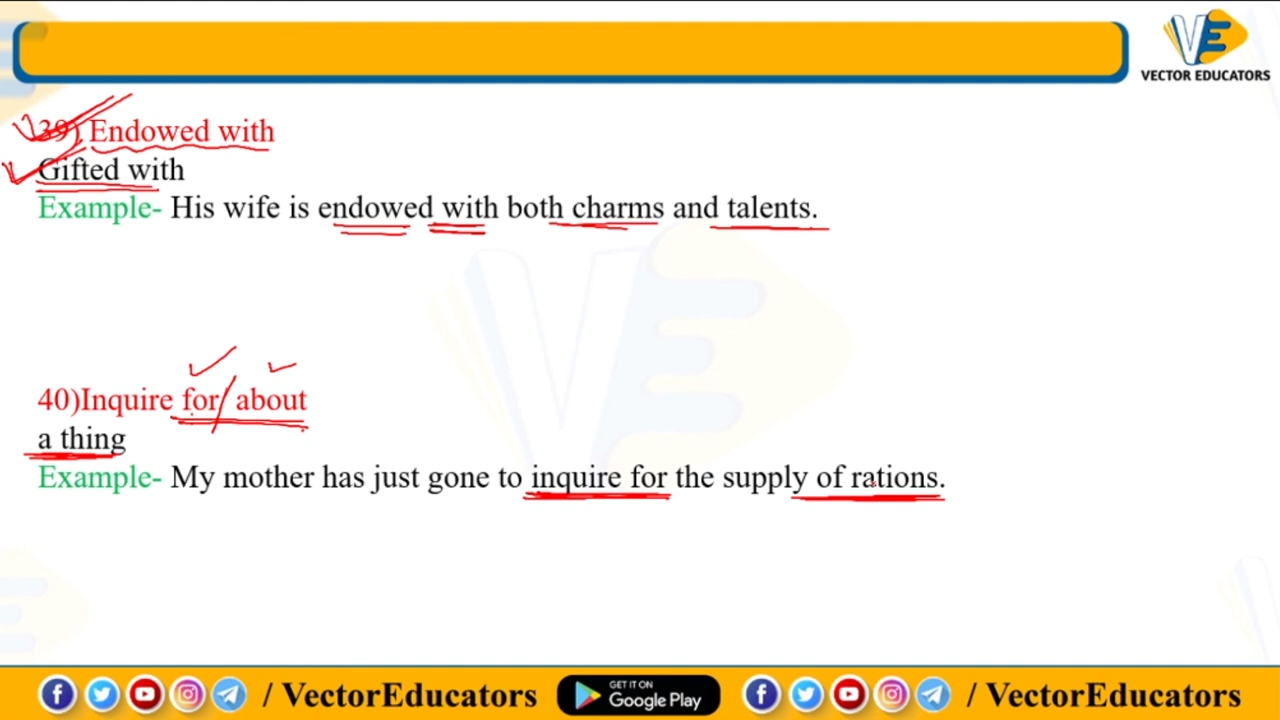 VECTOR EDUCATORS
39) Endowed with
Gifted with
Example- His wife is endowed with both charms and talents.
40)Inquire for/ about
a thing
Example- My mother has just gone to inquire for the supply of rations.
/ VectorEducators
GET IT ON
Google Play
/ VectorEducators